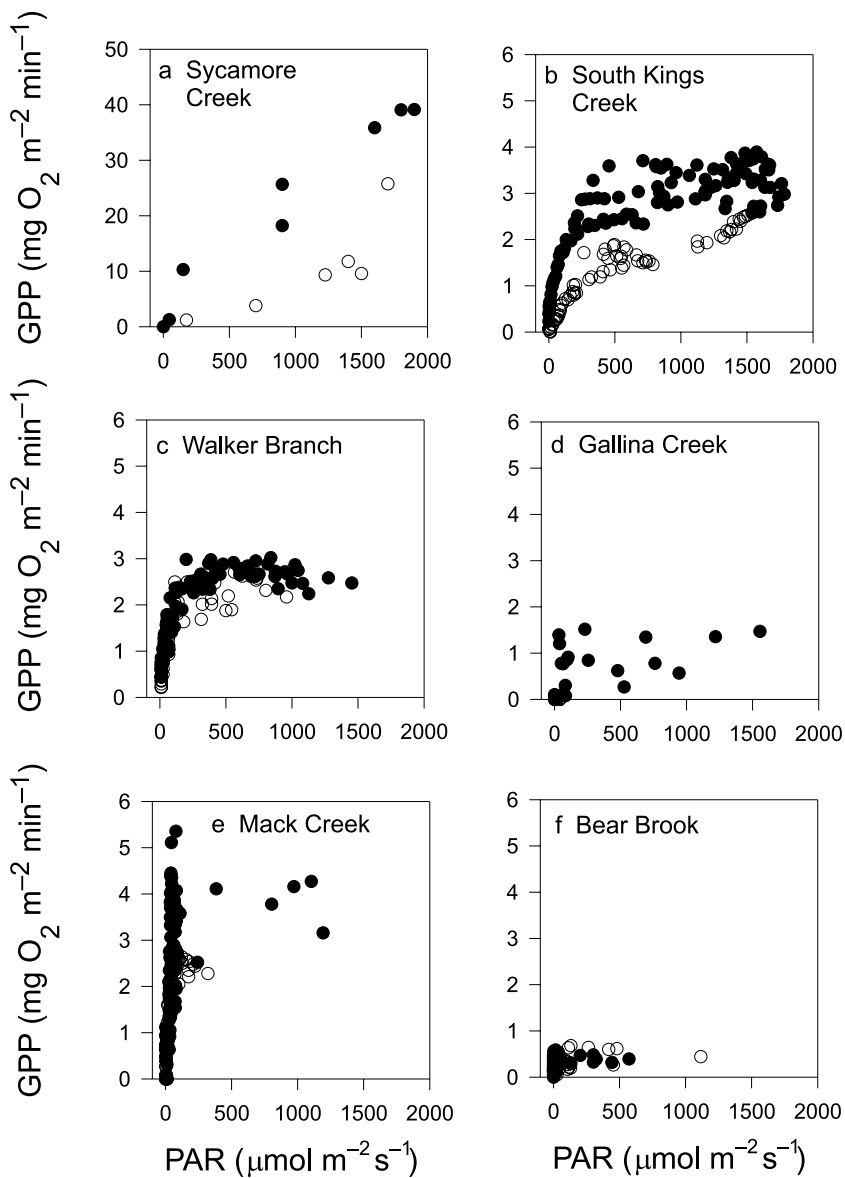 a Sycamore
Creek
50
40
30
20
10
0
0 500 1000 1500 2000
GPP (mg O₂ m⁻² min⁻¹)
b South Kings
Creek
6
5
4
3
2
1
0
0 500 1000 1500 2000
c Walker Branch
6
5
4
3
2
1
0
0 500 1000 1500 2000
GPP (mg O₂ m⁻² min⁻¹)
d Gallina Creek
6
5
4
3
2
1
0
0 500 1000 1500 2000
e Mack Creek
6
5
4
3
2
1
0
0 500 1000 1500 2000
GPP (mg O₂ m⁻² min⁻¹)
PAR (μmol m⁻² s⁻¹)
f Bear Brook
6
5
4
3
2
1
0
0 500 1000 1500 2000
PAR (μmol m⁻² s⁻¹)